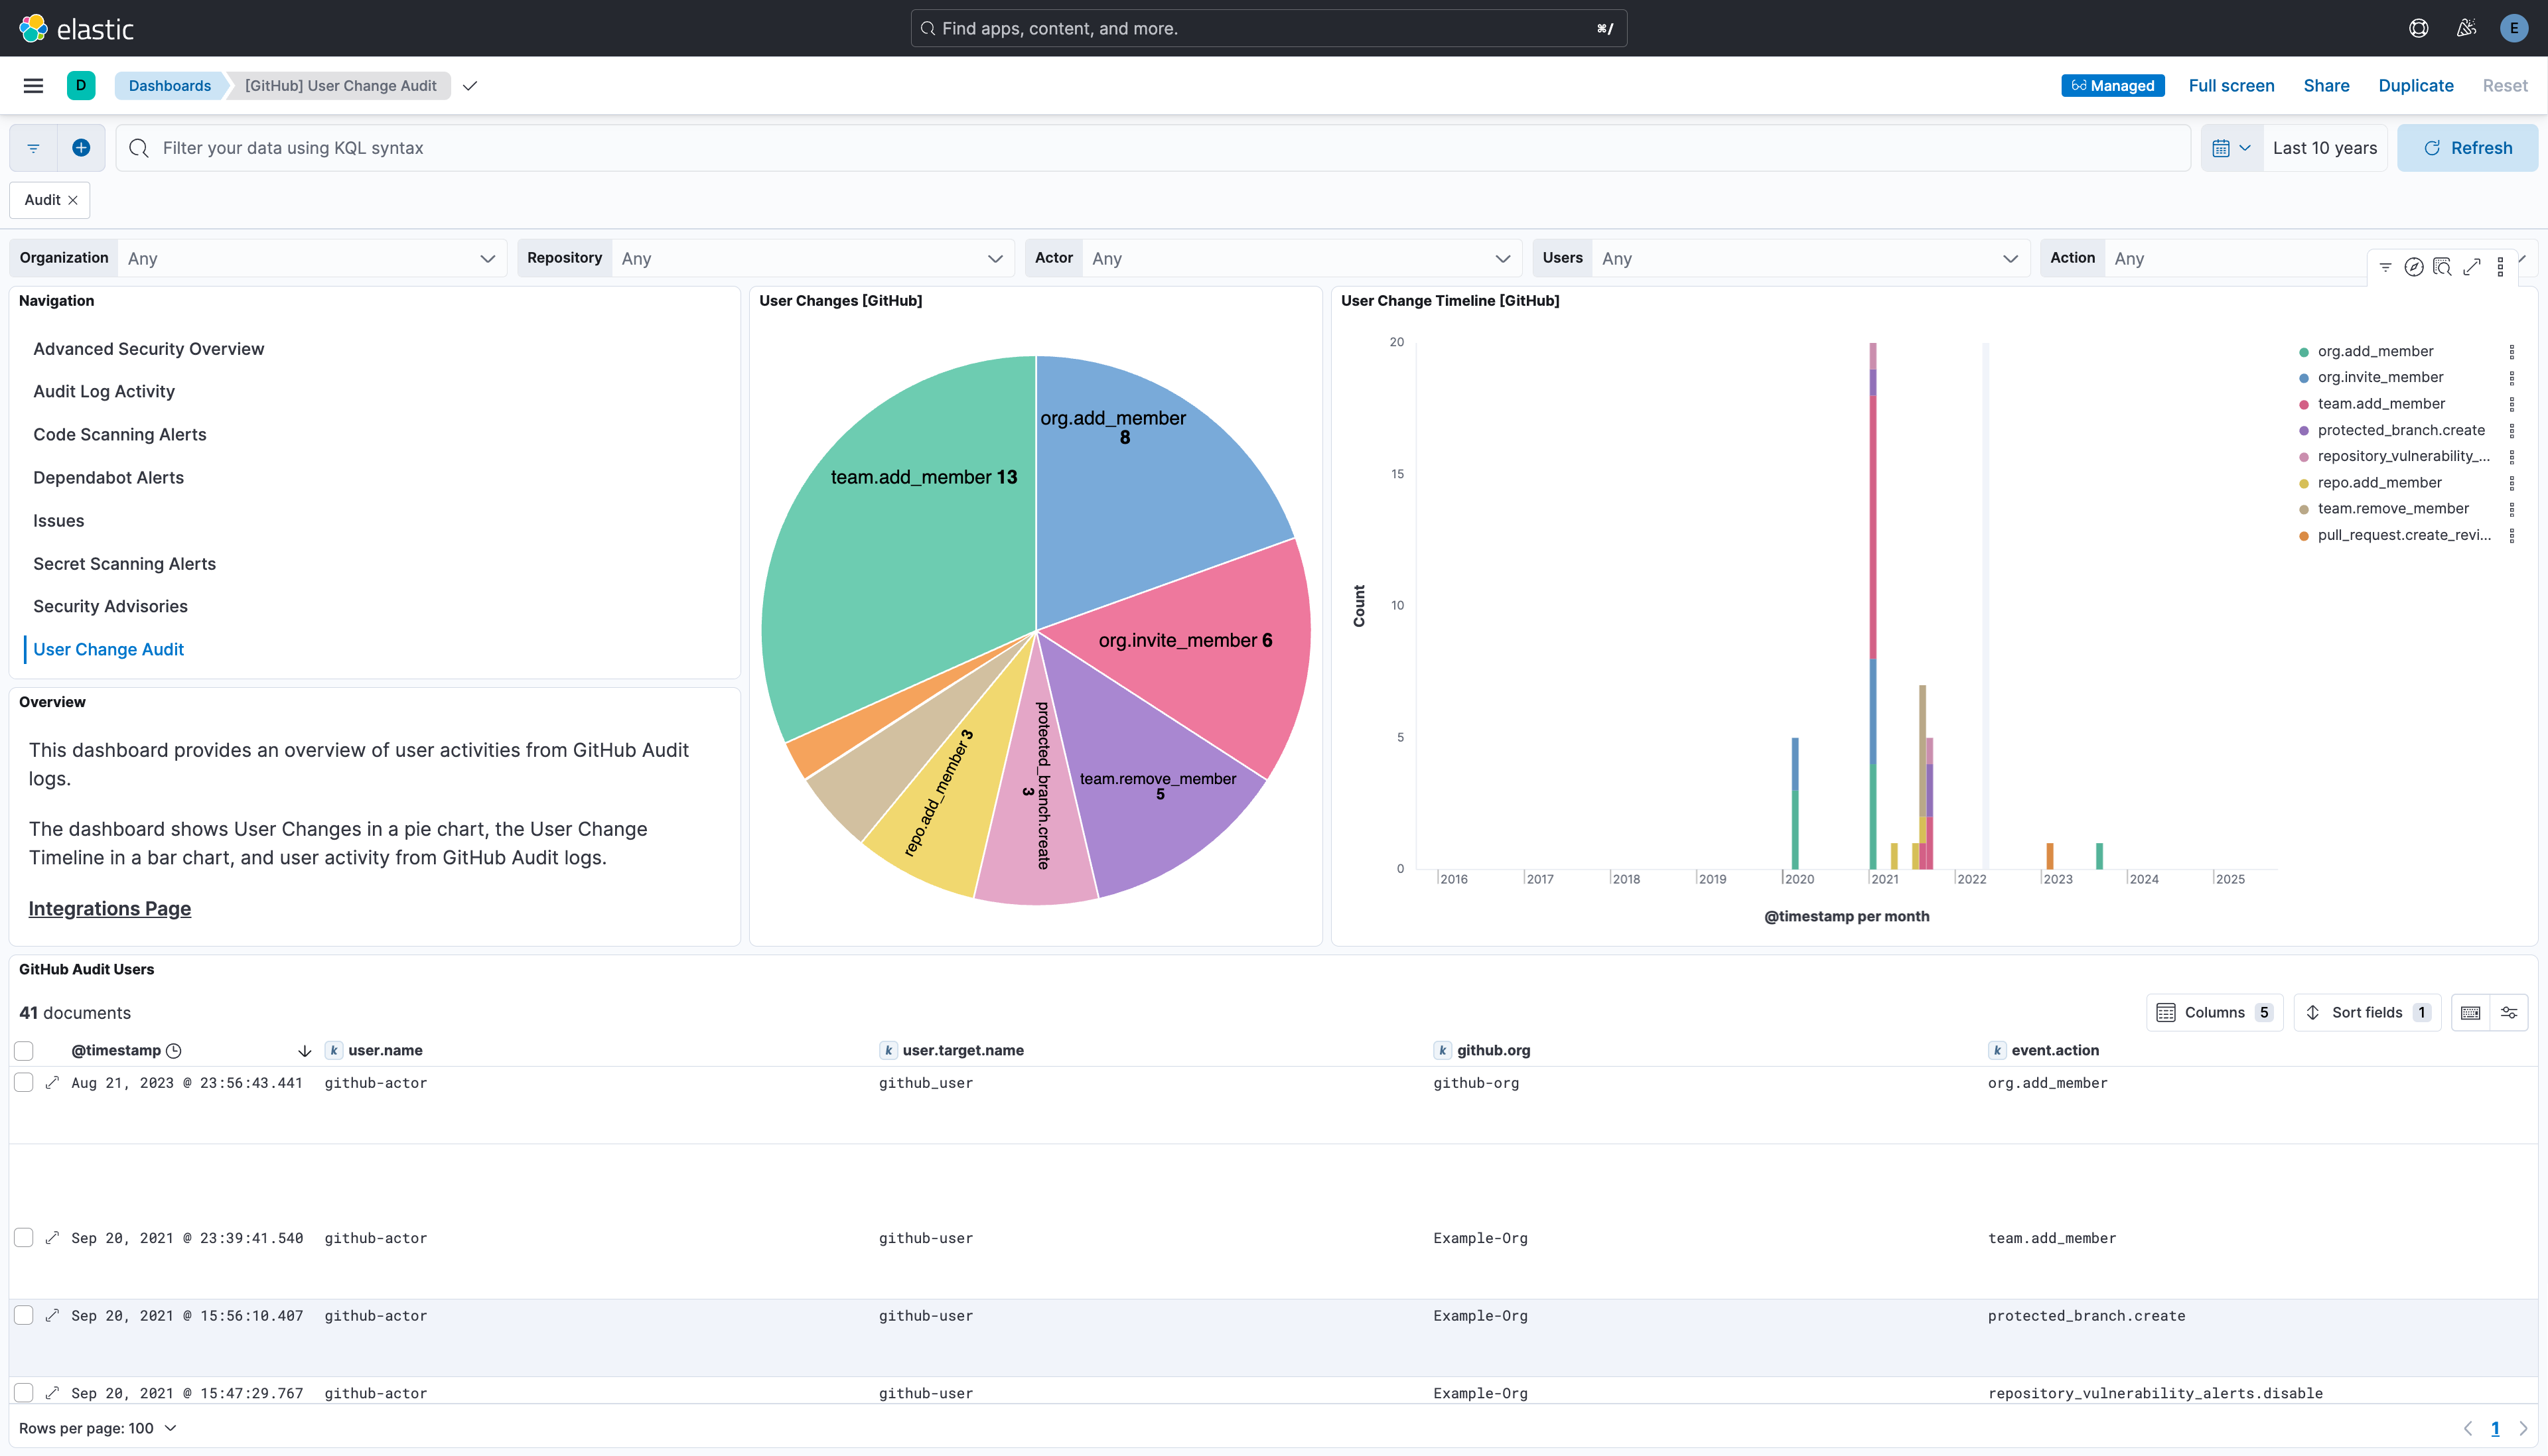 elastic
Find apps, content, and more.
⌘/
E
D
Dashboards
[GitHub] User Change Audit
Managed
Full screen
Share
Duplicate
Reset
Filter your data using KQL syntax
Last 10 years
Refresh
Audit
Organization Any
Repository Any
Actor Any
Users Any
Action Any
Navigation
Advanced Security Overview
Audit Log Activity
Code Scanning Alerts
Dependabot Alerts
Issues
Secret Scanning Alerts
Security Advisories
User Change Audit
Overview
This dashboard provides an overview of user activities from GitHub Audit
logs.
The dashboard shows User Changes in a pie chart, the User Change
Timeline in a bar chart, and user activity from GitHub Audit logs.
Integrations Page
User Changes [GitHub]
org.add_member
8
team.add_member 13
org.invite_member 6
team.remove_member
5
protected_branch.create
3
repo.add_member 3
User Change Timeline [GitHub]
20
15
10
5
0
Count
2016
2017
2018
2019
2020
2021
2022
2023
2024
2025
@timestamp per month
org.add_member
org.invite_member
team.add_member
protected_branch.create
repository_vulnerability_...
repo.add_member
team.remove_member
pull_request.create_revi...
GitHub Audit Users
41 documents
Columns 5
Sort fields 1
@timestamp
k user.name
k user.target.name
k github.org
k event.action
Aug 21, 2023 @ 23:56:43.441 github-actor github_user github-org org.add_member
Sep 20, 2021 @ 23:39:41.540 github-actor github-user Example-Org team.add_member
Sep 20, 2021 @ 15:56:10.407 github-actor github-user Example-Org protected_branch.create
Sep 20, 2021 @ 15:47:29.767 github-actor github-user Example-Org repository_vulnerability_alerts.disable
Rows per page: 100
1